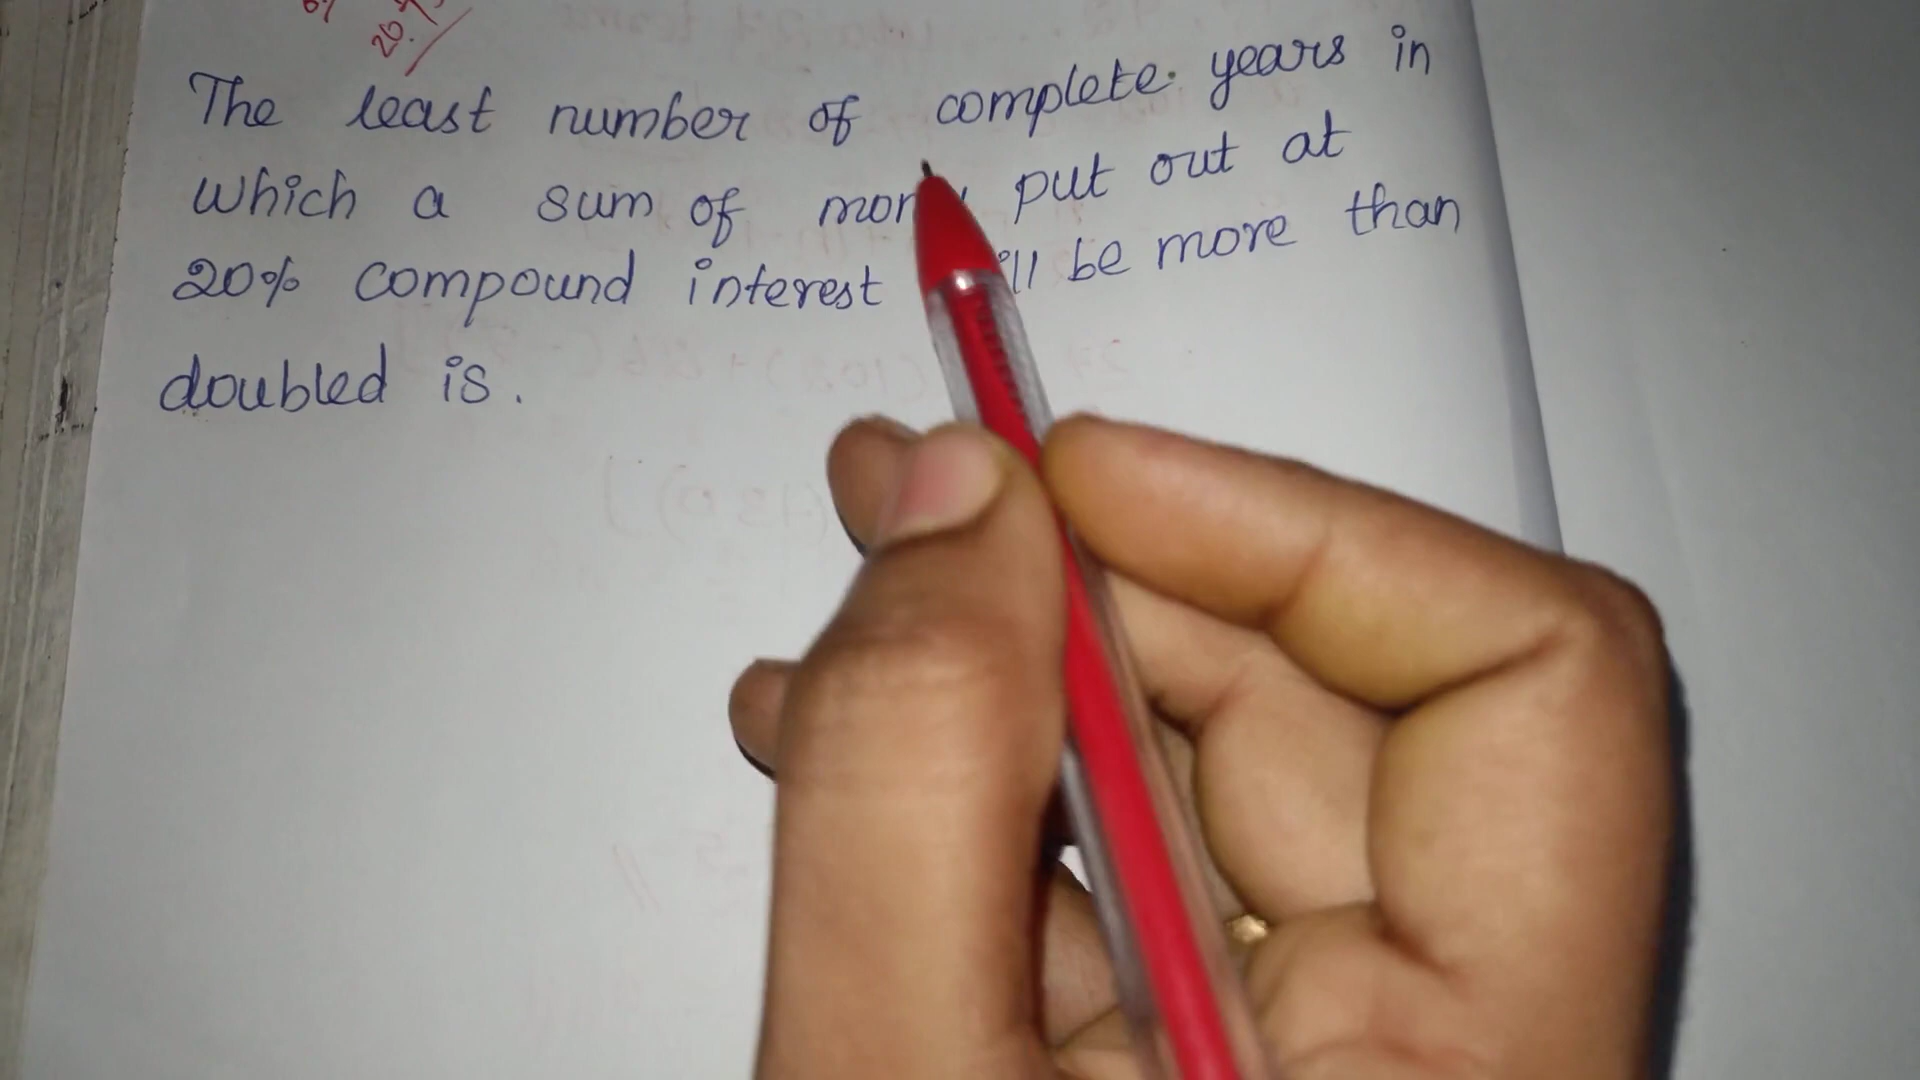 The least number of complete years in
which a sum of put out at
20% compound interest be more than
doubled is.